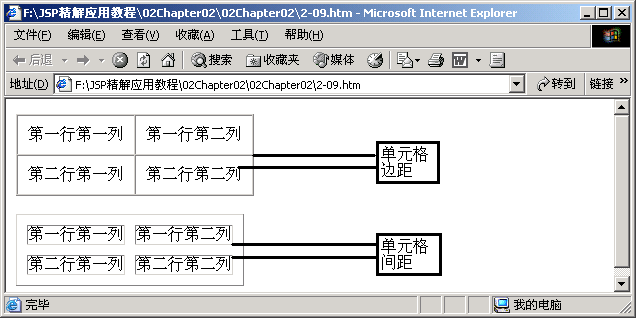 F:\JSP精解应用教程\02Chapter02\02Chapter02\2-09.htm - Microsoft Internet Explorer
文件(F) 编辑(E) 查看(V) 收藏(A) 工具(T) 帮助(H)
后退 搜索 收藏夹 媒体
地址(D) F:\JSP精解应用教程\02Chapter02\02Chapter02\2-09.htm 转到 链接 »
第一行第一列 第一行第二列
单元格
边距
第二行第一列 第二行第二列
第一行第一列 第一行第二列
单元格
间距
第二行第一列 第二行第二列
完毕 我的电脑